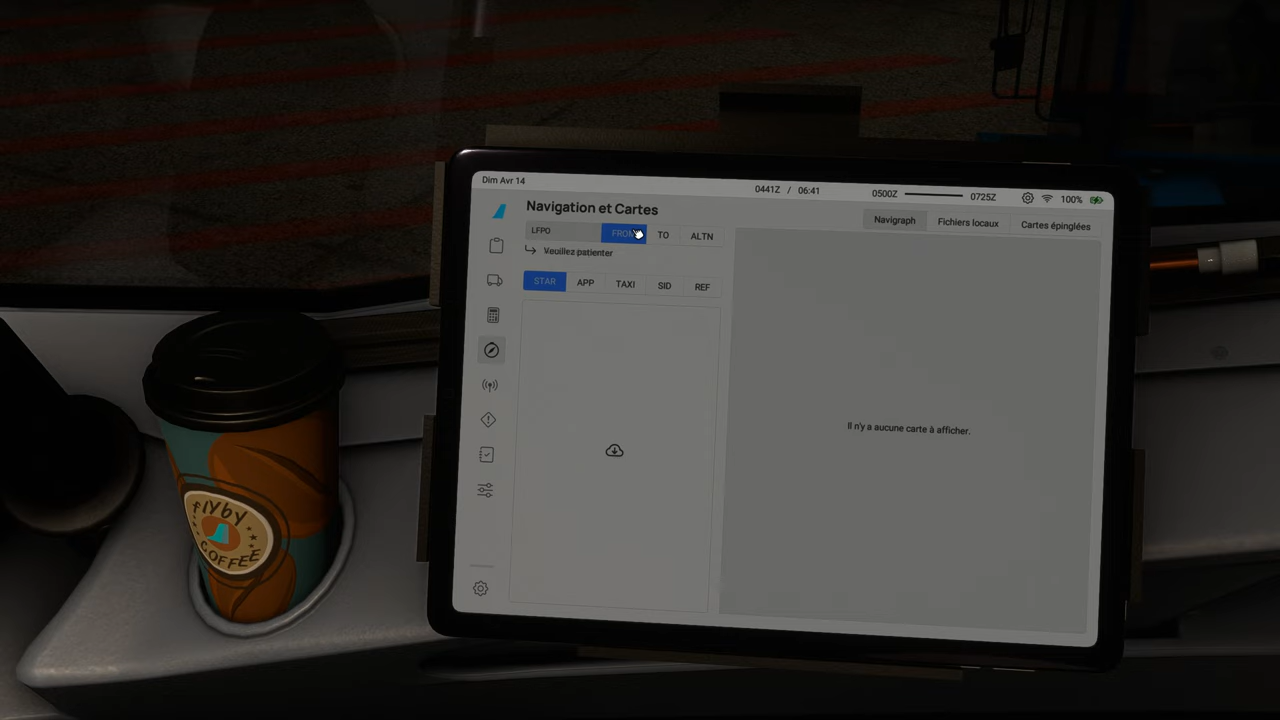 Dim Avr 14
0441Z / 06:41
0500Z
0725Z
100%
Navigation et Cartes
Navigraph
Fichiers locaux
Cartes épinglées
LFPO
FROM
TO
ALTN
Veuillez patienter
STAR
APP
TAXI
SID
REF
Il n'y a aucune carte à afficher.
flyby
COFFEE